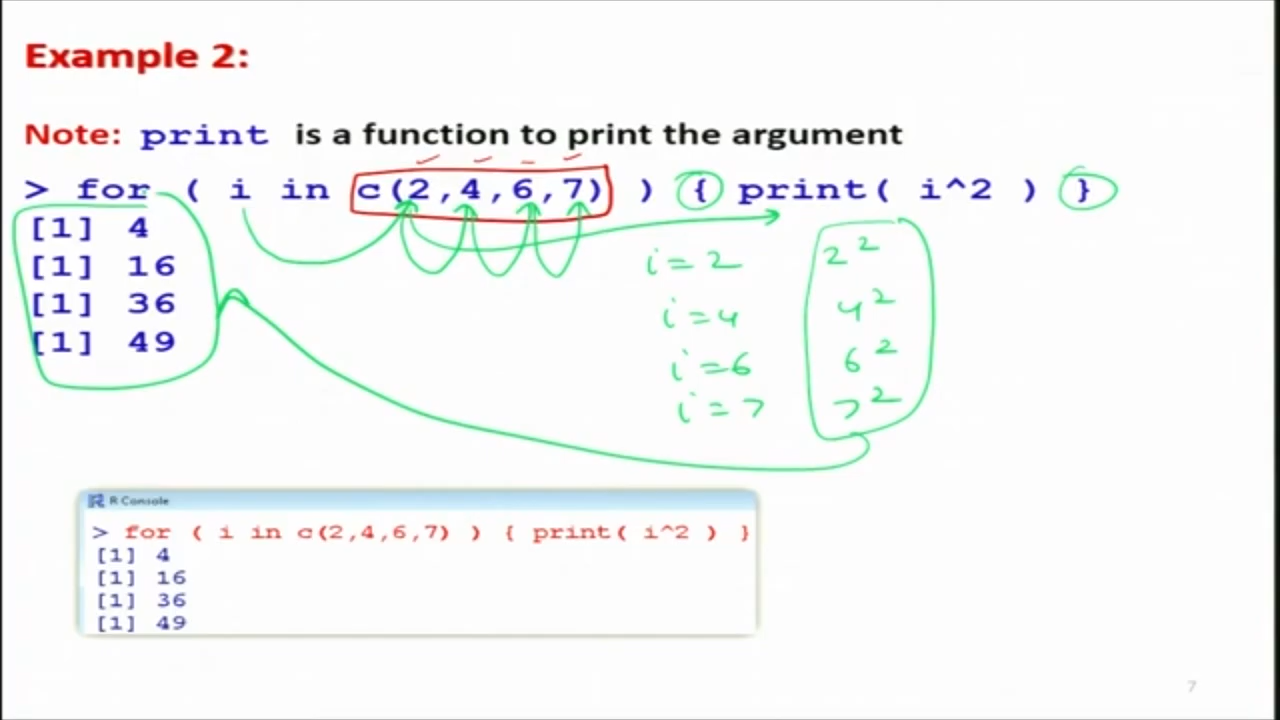 Example 2:
Note: print is a function to print the argument
> for ( i in c(2,4,6,7) ) { print( i^2 ) }
[1] 4
[1] 16
[1] 36
[1] 49
i = 2 2²
i = 4 4²
i = 6 6²
i = 7 7²
R Console
> for ( i in c(2,4,6,7) ) { print( i^2 ) }
[1] 4
[1] 16
[1] 36
[1] 49
7